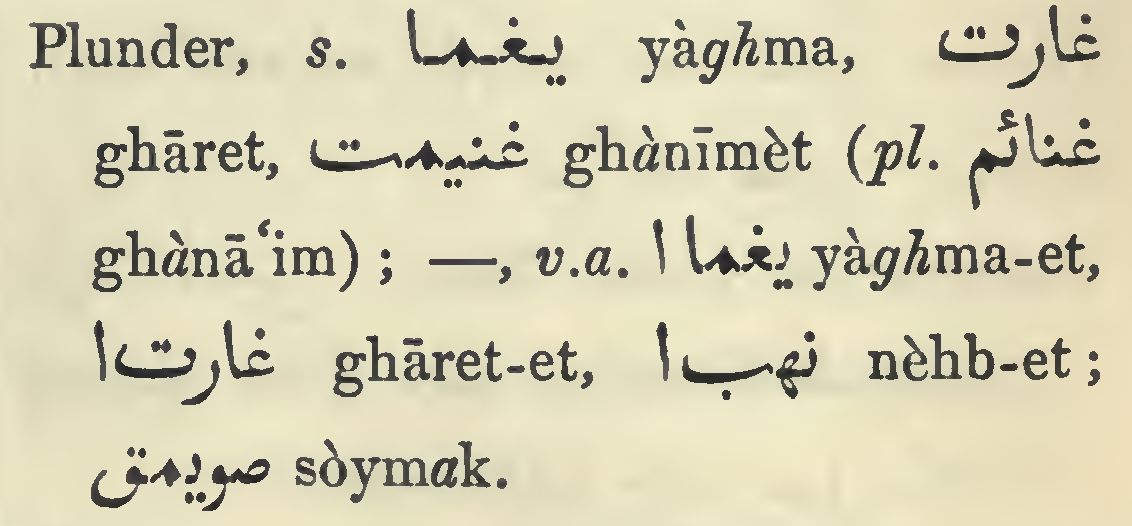 Plunder, s. يغما yàghma, غارت
ghāret, غنيمت ghànīmèt (pl. غنائم
ghànā‘im) ; —, v.a. يغما ا yàghma-et,
غارت ا ghāret-et, نهب ا nèhb-et ;
صويمق sòymak.